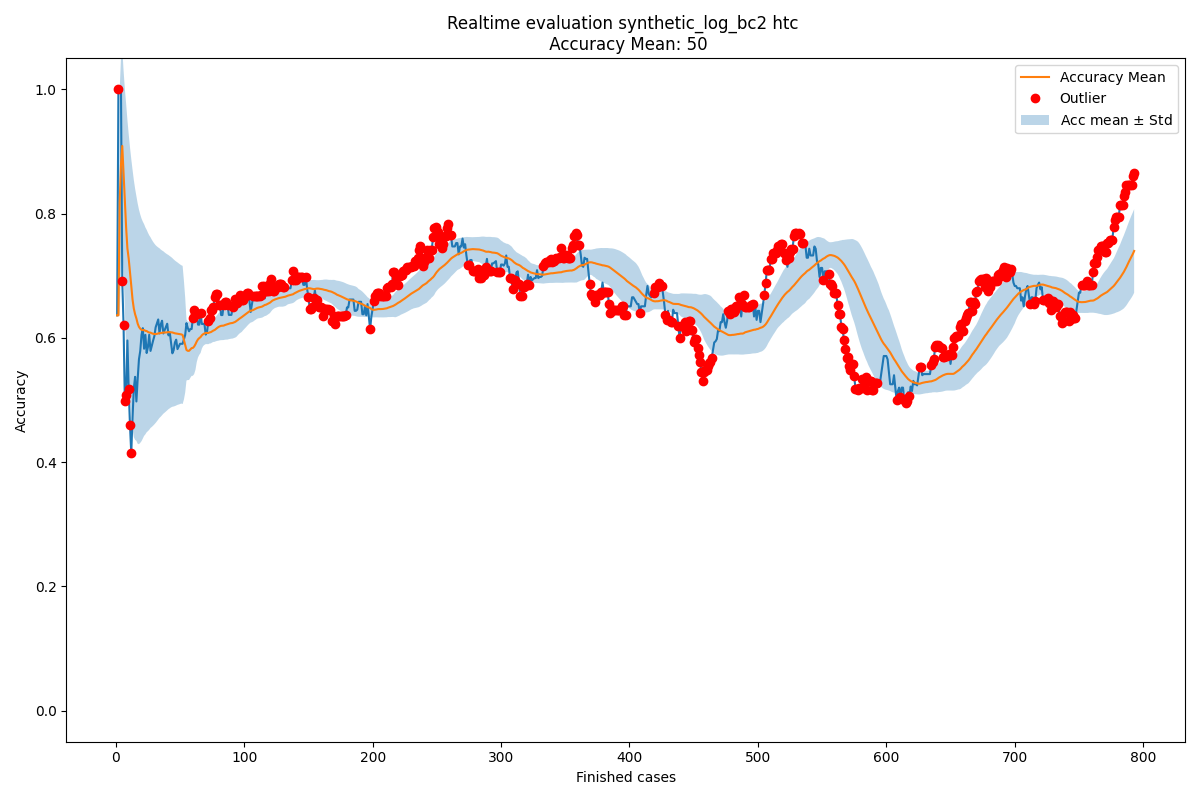 Realtime evaluation synthetic_log_bc2 htc
Accuracy Mean: 50
Accuracy Mean
Outlier
Acc mean ± Std
1.0
0.8
0.6
0.4
0.2
0.0
Accuracy
0 100 200 300 400 500 600 700 800
Finished cases